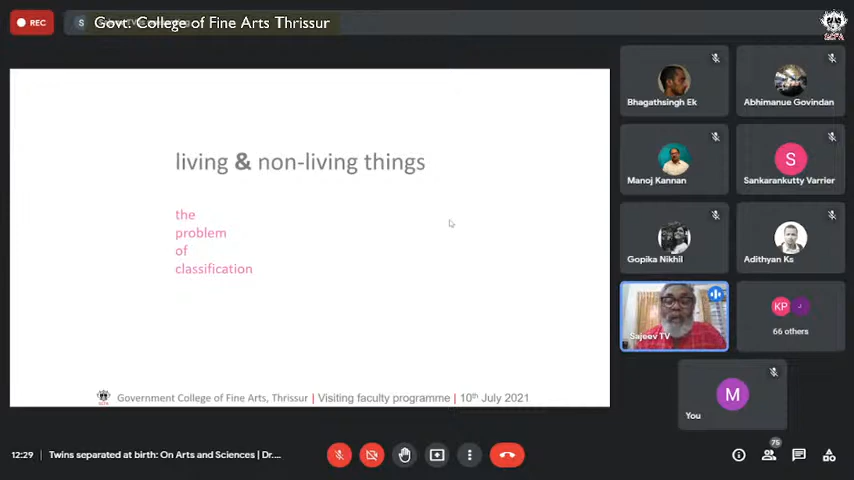 REC
S
Govt. College of Fine Arts Thrissur
GCFA
living & non-living things
the
problem
of
classification
Government College of Fine Arts, Thrissur | Visiting faculty programme | 10th July 2021
Bhagathsingh Ek
Abhimanue Govindan
Manoj Kannan
S
Sankarankutty Varrier
Gopika Nikhil
Adithyan Ks
Sajeev TV
KP
J
66 others
M
You
12:29 | Twins separated at birth: On Arts and Sciences | Dr....
75